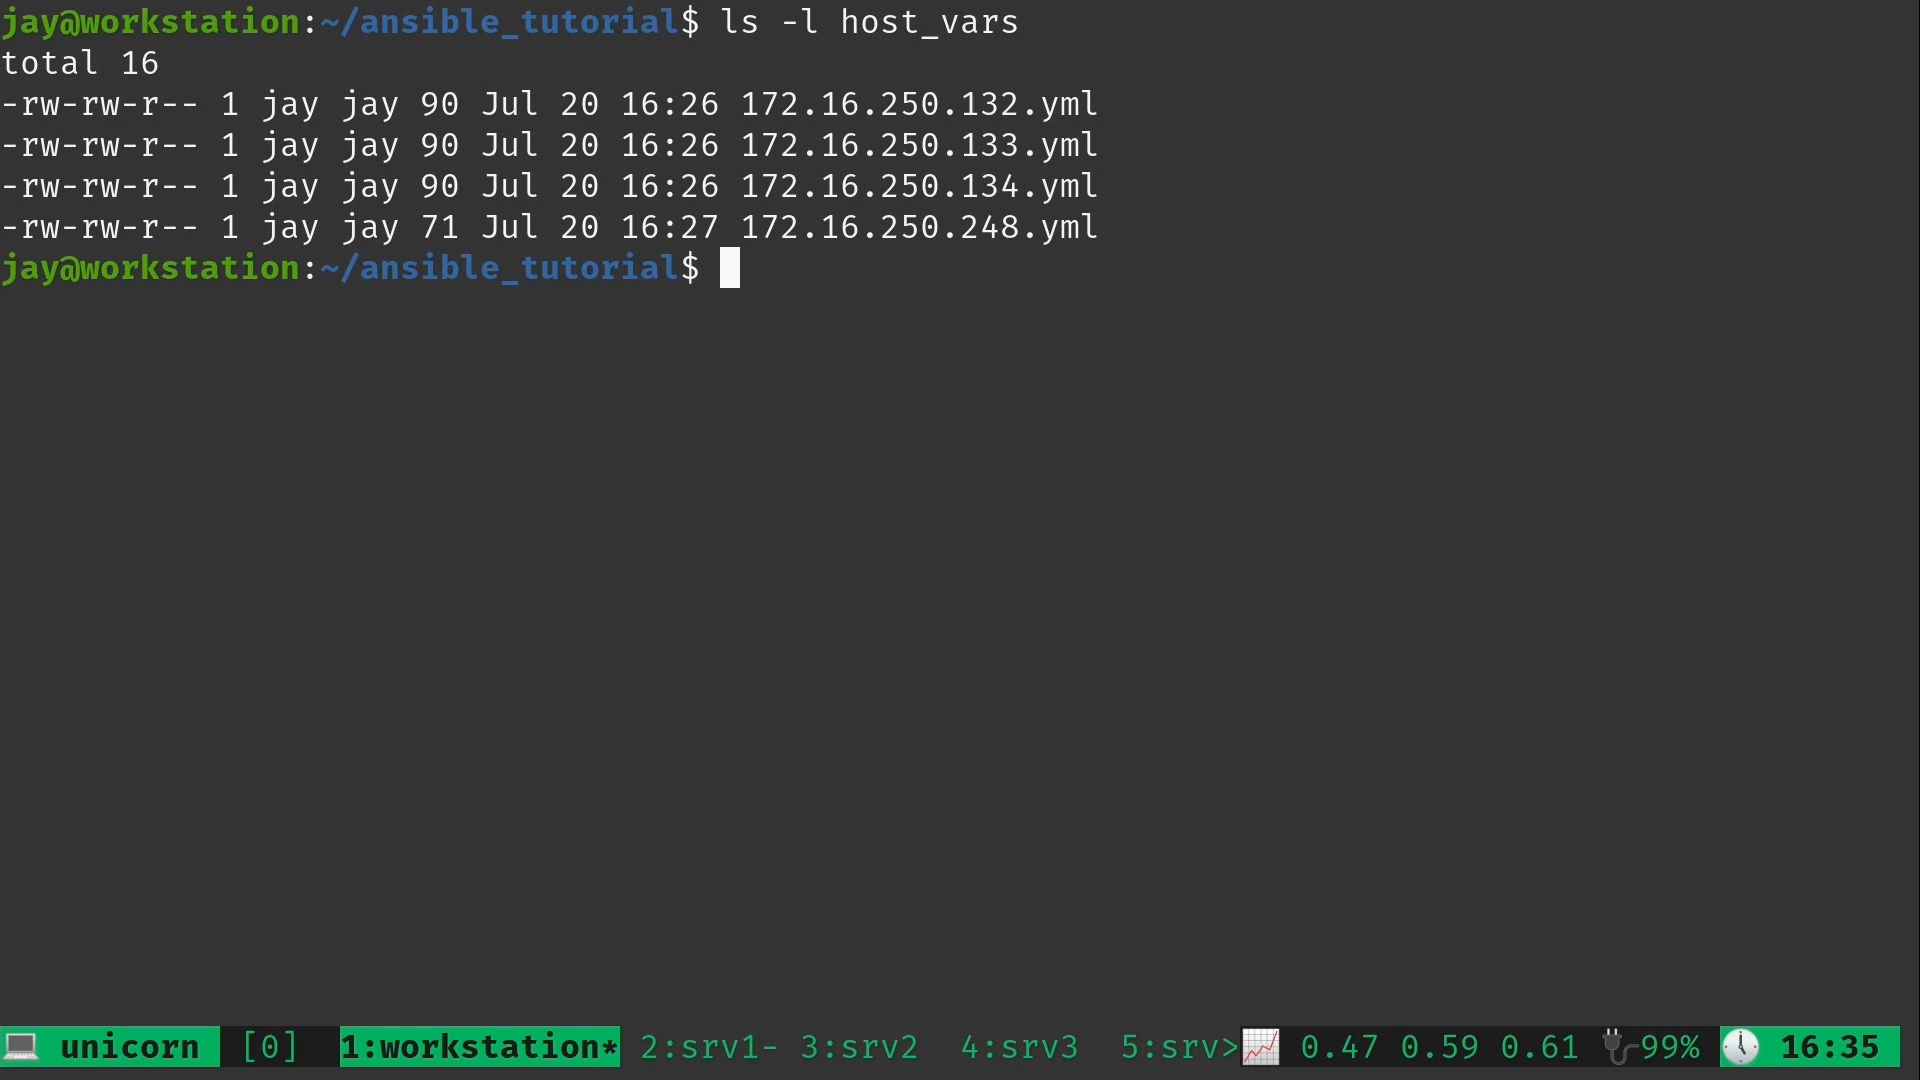 jay@workstation:~/ansible_tutorial$ ls -l host_vars
total 16
-rw-rw-r-- 1 jay jay 90 Jul 20 16:26 172.16.250.132.yml
-rw-rw-r-- 1 jay jay 90 Jul 20 16:26 172.16.250.133.yml
-rw-rw-r-- 1 jay jay 90 Jul 20 16:26 172.16.250.134.yml
-rw-rw-r-- 1 jay jay 71 Jul 20 16:27 172.16.250.248.yml
jay@workstation:~/ansible_tutorial$
unicorn [0] 1:workstation* 2:srv1- 3:srv2 4:srv3 5:srv> 0.47 0.59 0.61 99% 16:35